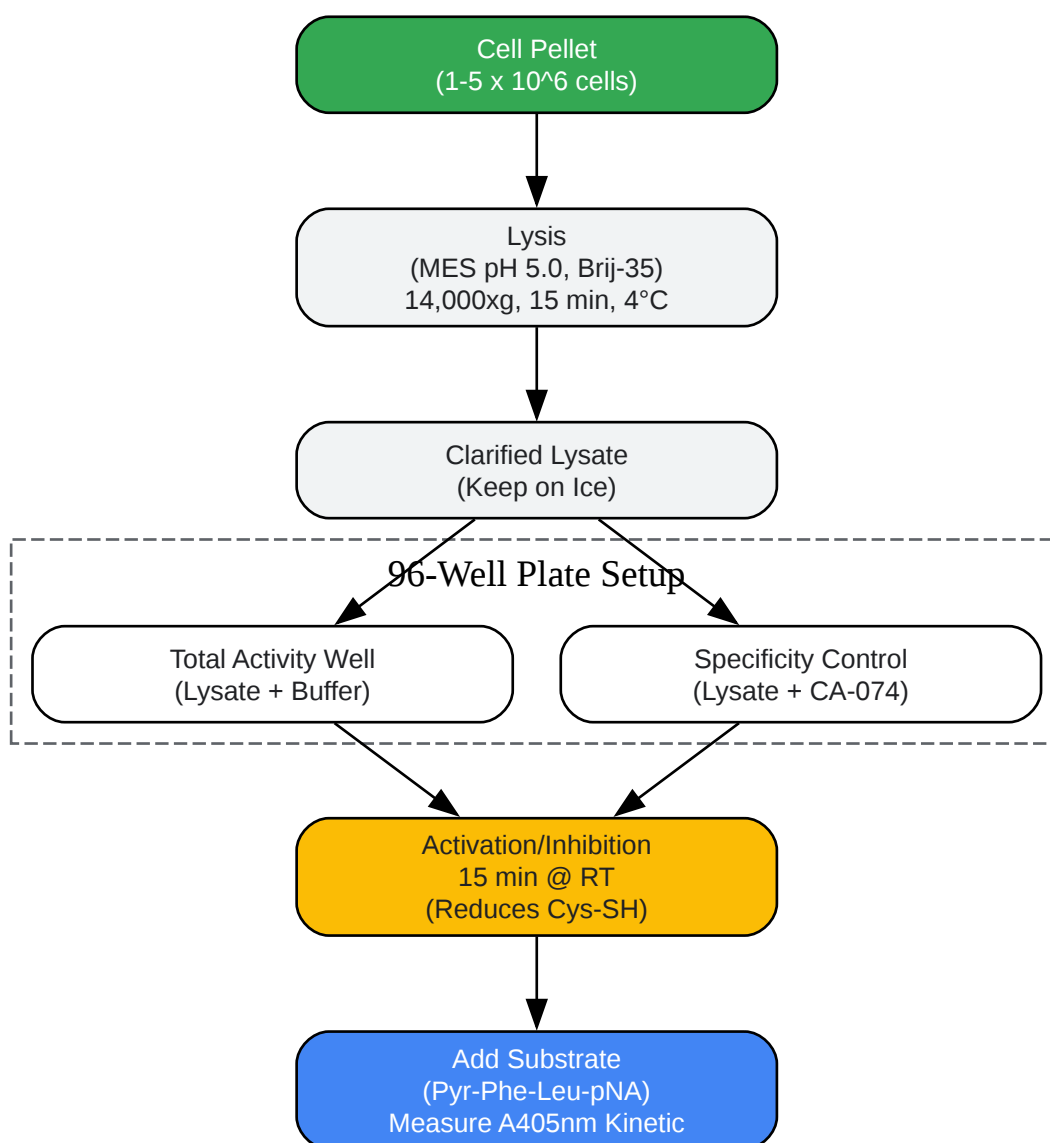 Cell Pellet
(1-5 x 10^6 cells)
Lysis
(MES pH 5.0, Brij-35)
14,000xg, 15 min, 4°C
Clarified Lysate
(Keep on Ice)
96-Well Plate Setup
Total Activity Well
(Lysate + Buffer)
Specificity Control
(Lysate + CA-074)
Activation/Inhibition
15 min @ RT
(Reduces Cys-SH)
Add Substrate
(Pyr-Phe-Leu-pNA)
Measure A405nm Kinetic